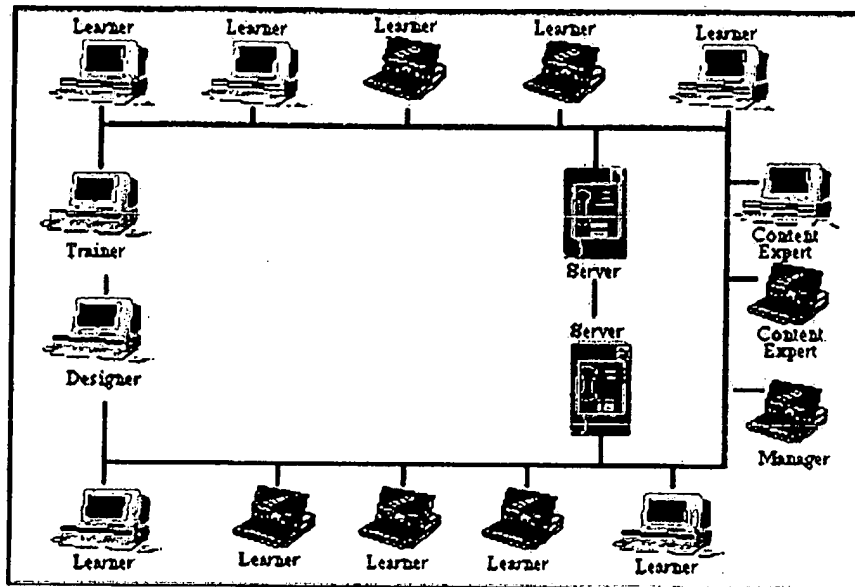 Learner Learner Learner Learner Learner
Trainer
Server
Content
Expert
Server
Content
Expert
Designer
Manager
Learner Learner Learner Learner Learner